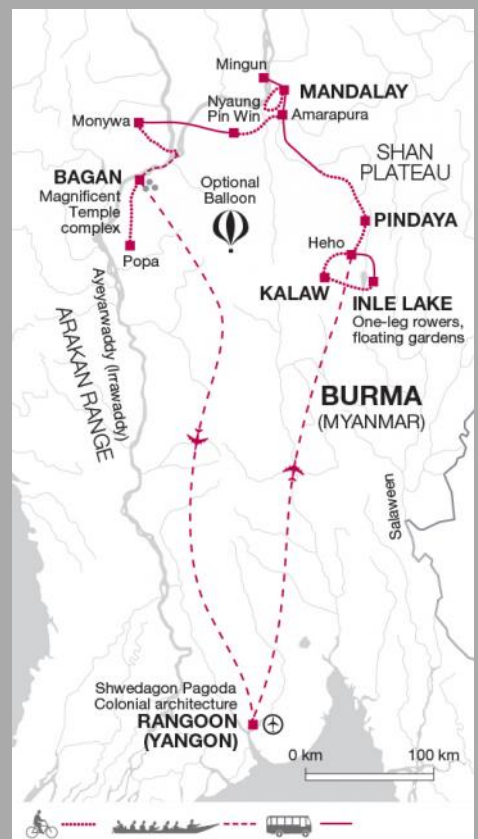 Mingun
MANDALAY
Nyaung
Pin Win
Monywa
Amarapura
SHAN
PLATEAU
BAGAN
Magnificent
Temple
complex
Optional
Balloon
PINDAYA
Popa
Heho
KALAW
INLE LAKE
One-leg rowers,
floating gardens
Ayeyarwaddy (Irrawaddy)
ARAKAN RANGE
BURMA
(MYANMAR)
Salaween
Shwedagon Pagoda
Colonial architecture
RANGOON
(YANGON)
0 km 100 km